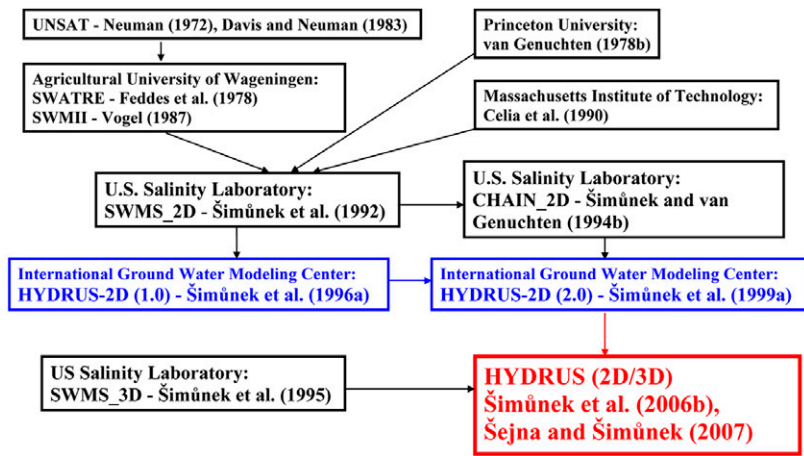 UNSAT - Neuman (1972), Davis and Neuman (1983)
Princeton University:
van Genuchten (1978b)
Agricultural University of Wageningen:
SWATRE - Feddes et al. (1978)
SWMII - Vogel (1987)
Massachusetts Institute of Technology:
Celia et al. (1990)
U.S. Salinity Laboratory:
SWMS_2D - Šimůnek et al. (1992)
U.S. Salinity Laboratory:
CHAIN_2D - Šimůnek and van
Genuchten (1994b)
International Ground Water Modeling Center:
HYDRUS-2D (1.0) - Šimůnek et al. (1996a)
International Ground Water Modeling Center:
HYDRUS-2D (2.0) - Šimůnek et al. (1999a)
US Salinity Laboratory:
SWMS_3D - Šimůnek et al. (1995)
HYDRUS (2D/3D)
Šimůnek et al. (2006b),
Šejna and Šimůnek (2007)